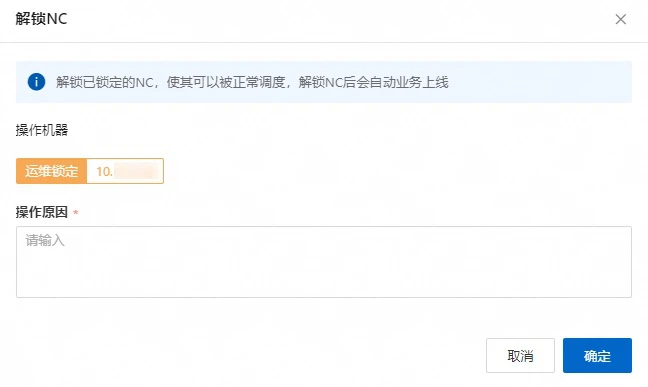 解锁NC
解锁已锁定的NC，使其可以被正常调度，解锁NC后会自动业务上线
操作机器
运维锁定 10.
操作原因 *
请输入
取消 确定